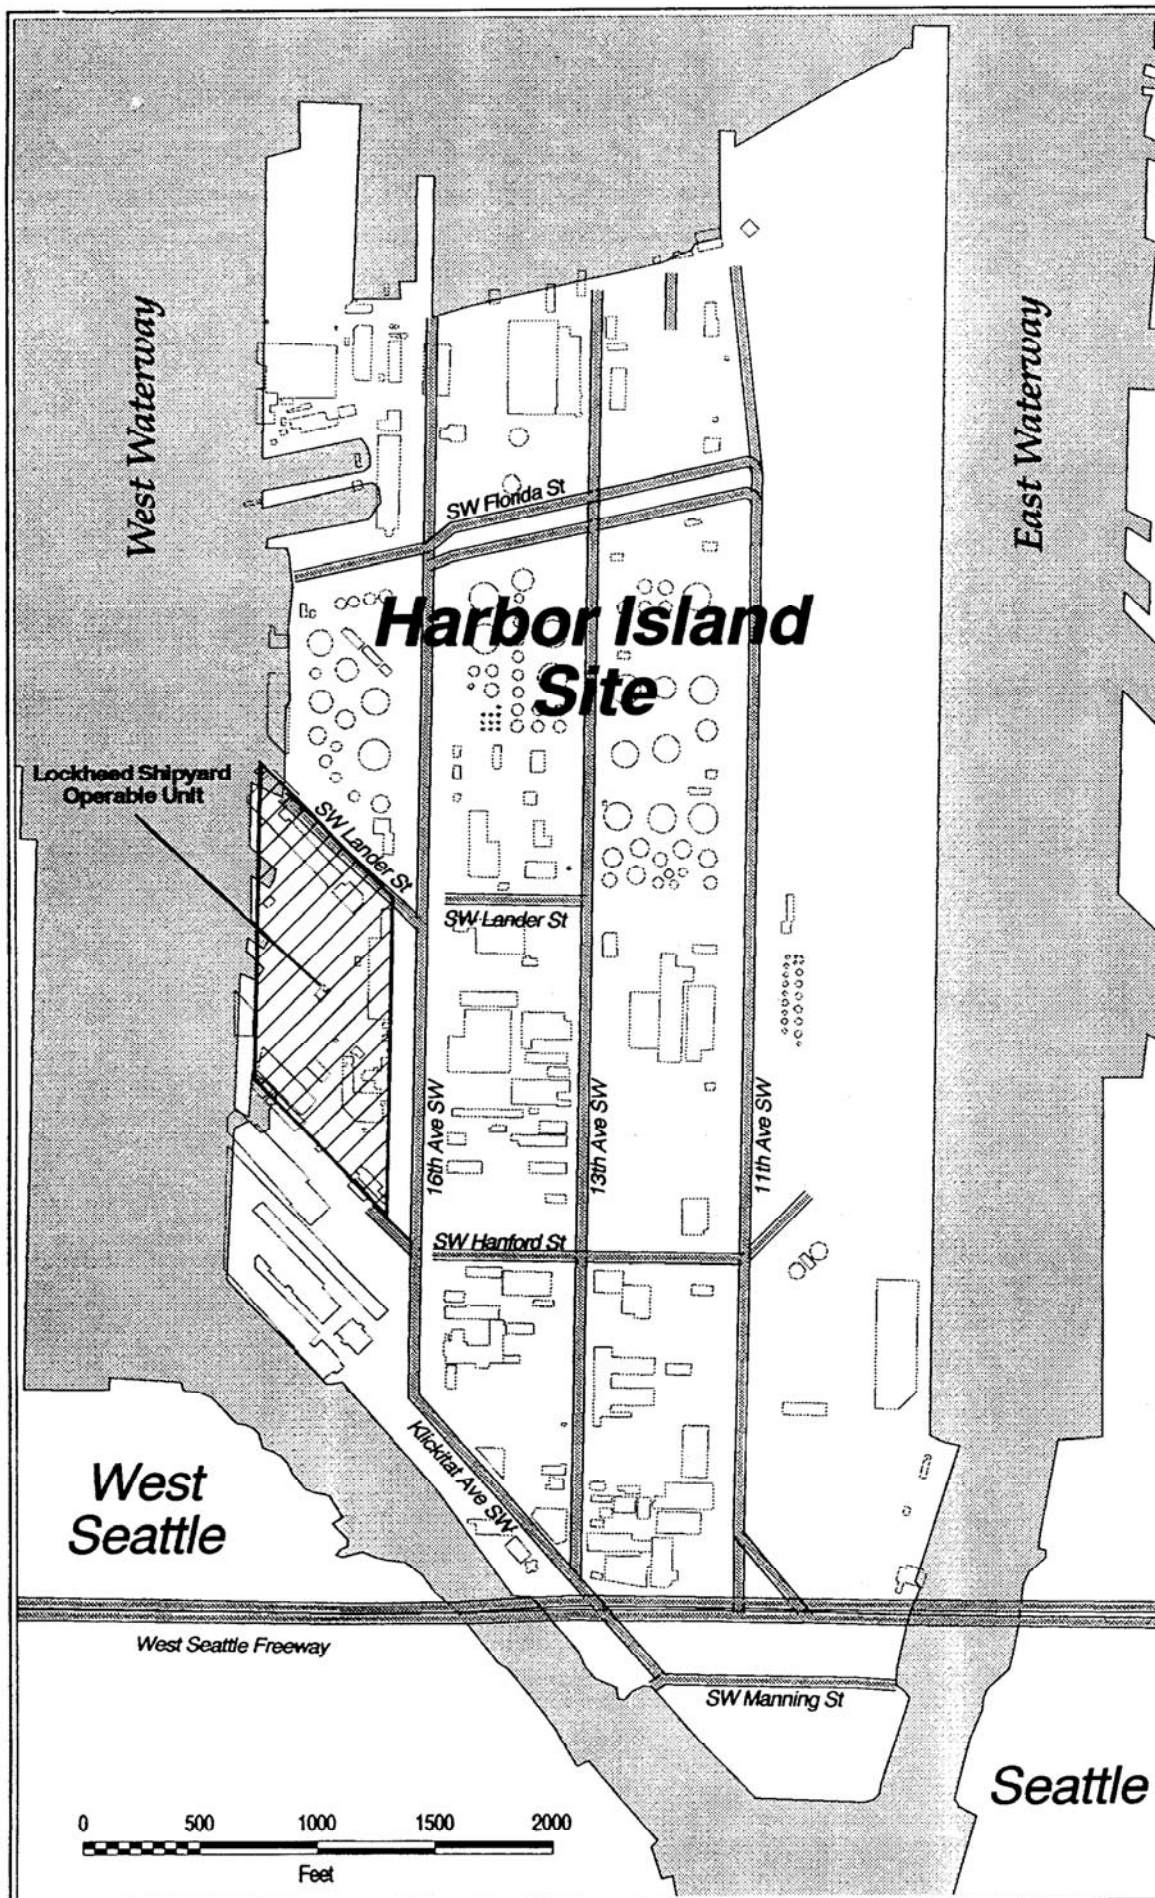 West Waterway
East Waterway
SW Florida St
Harbor Island
Site
Lockheed Shipyard
Operable Unit
SW Lander St
SW Lander St
16th Ave SW
13th Ave SW
11th Ave SW
SW Hanford St
Klickitat Ave SW
West
Seattle
West Seattle Freeway
SW Manning St
Seattle
0 500 1000 1500 2000
Feet